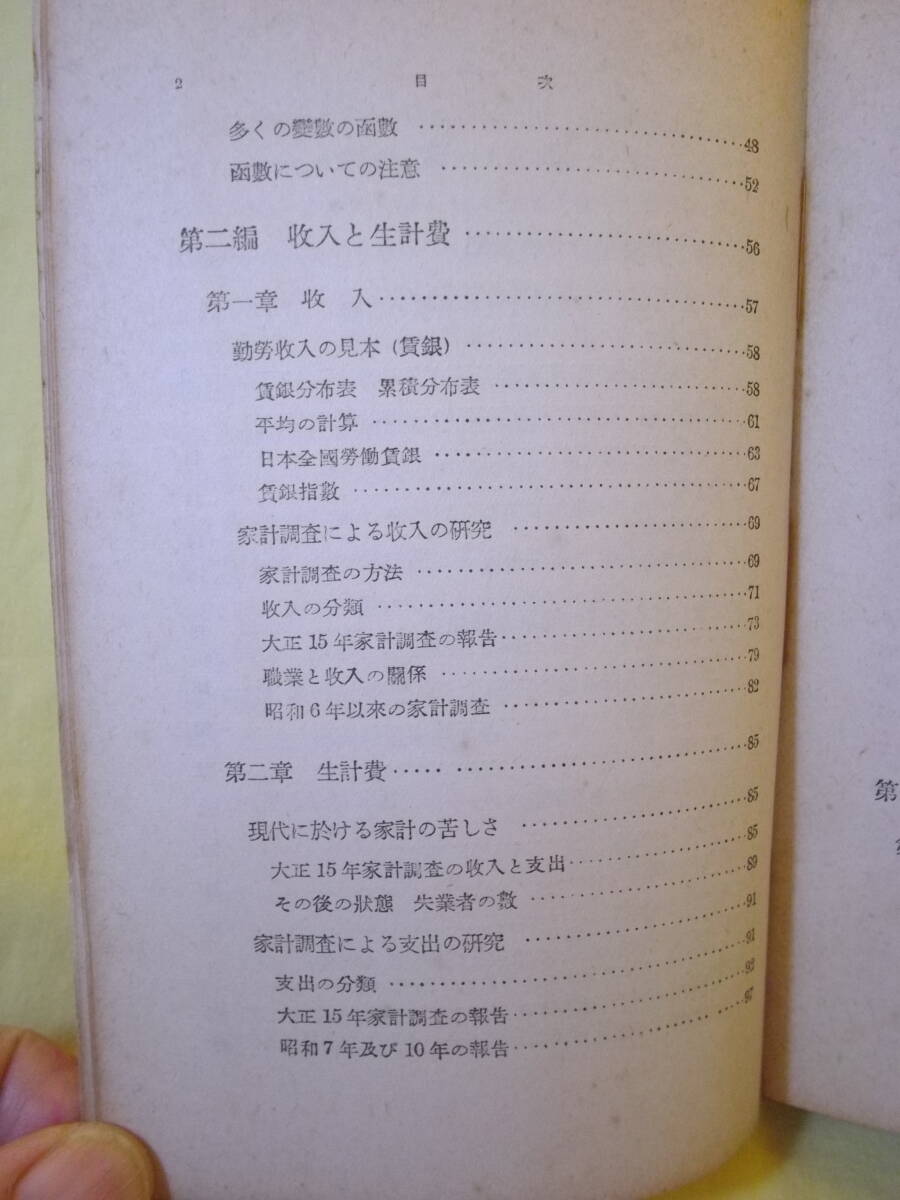 2 目次
多くの變數の函數 ……… 48
函數についての注意 ……… 52
第二編 收入と生計費 ……… 56
第一章 收入 ……… 57
勤勞收入の見本 (賃銀) ……… 58
賃銀分布表 累積分布表 ……… 58
平均の計算 ……… 61
日本全國勞働賃銀 ……… 63
賃銀指數 ……… 67
家計調査による收入の硏究 ……… 69
家計調査の方法 ……… 69
收入の分類 ……… 71
大正15年家計調査の報告 ……… 73
職業と收入の關係 ……… 79
昭和6年以來の家計調査 ……… 82
第二章 生計費 ……… 85
現代に於ける家計の苦しさ ……… 85
大正15年家計調査の收入と支出 ……… 85
その後の狀態 失業者の數 ……… 89
家計調査による支出の硏究 ……… 91
支出の分類 ……… 91
大正15年家計調査の報告 ……… 92
昭和7年及び10年の報告 ……… 97
第